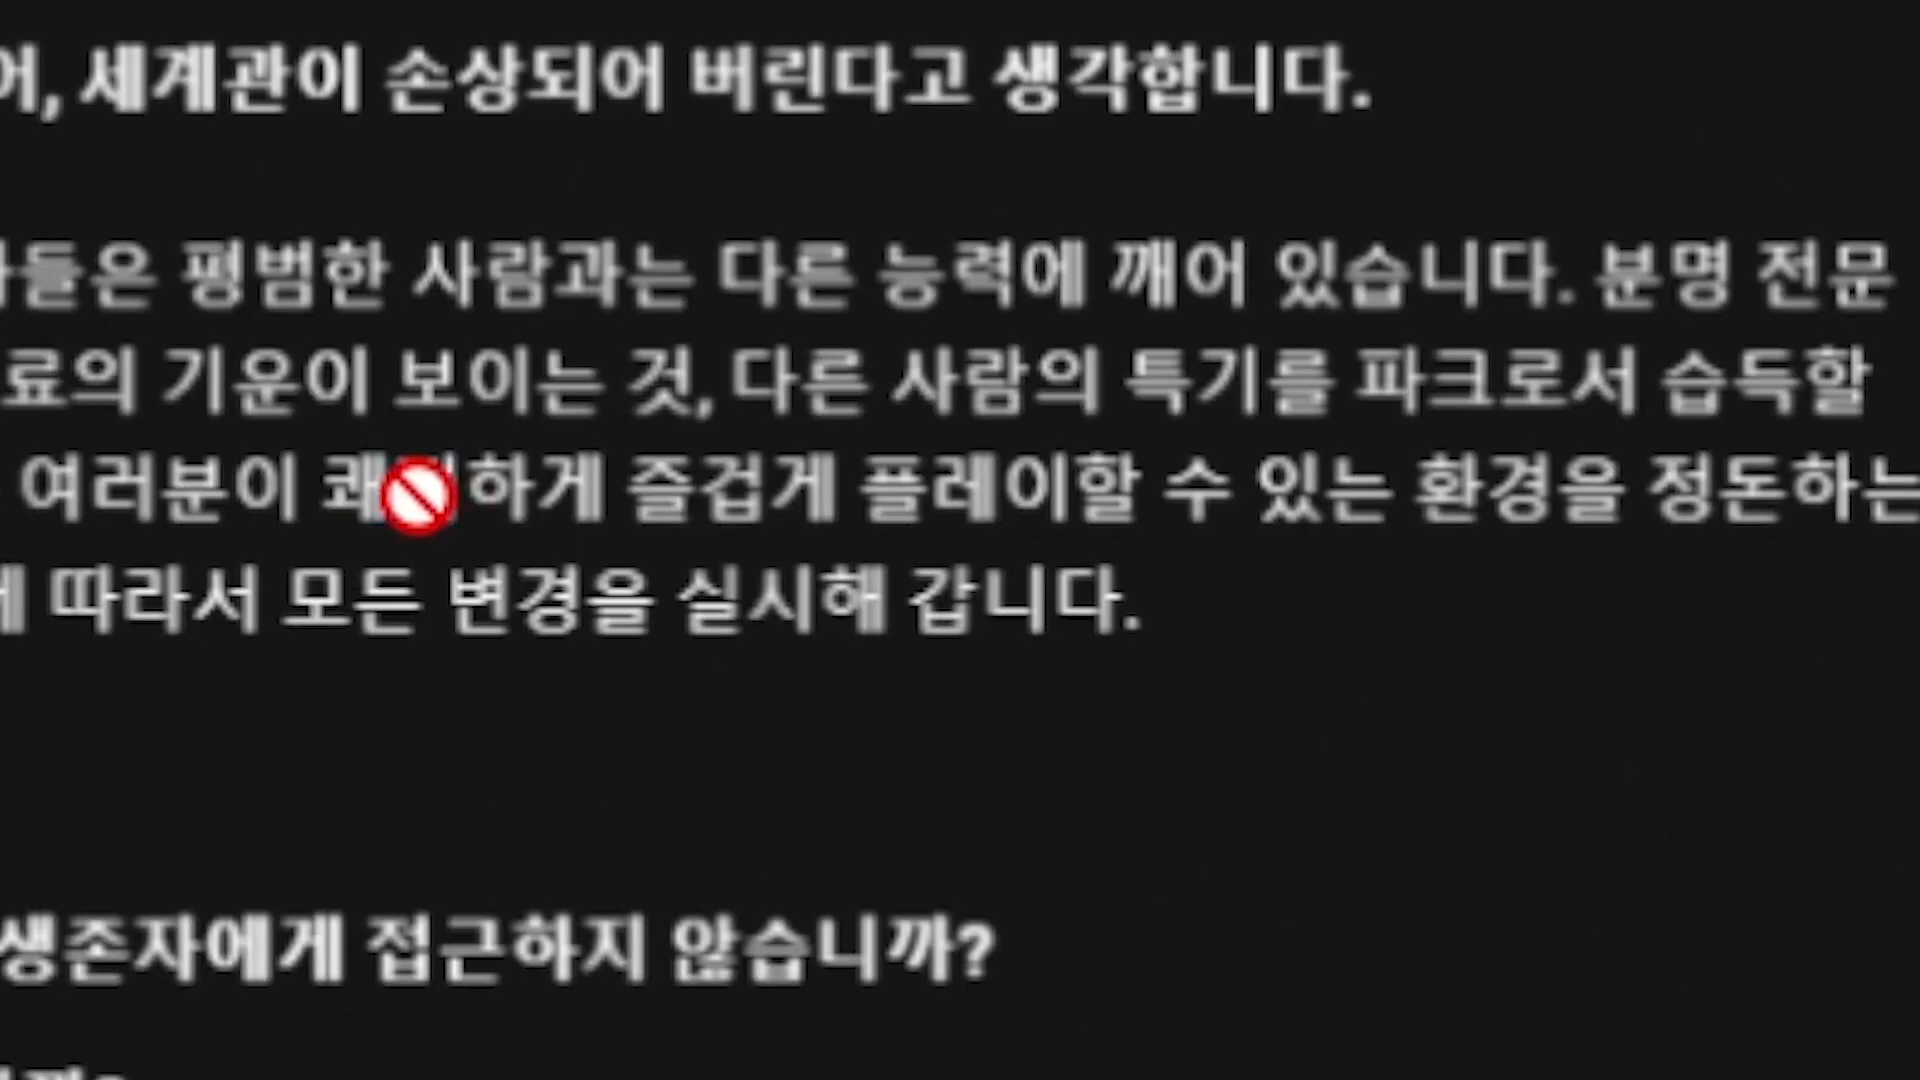 어, 세계관이 손상되어 버린다고 생각합니다.
들은 평범한 사람과는 다른 능력에 깨어 있습니다. 분명 전문
료의 기운이 보이는 것, 다른 사람의 특기를 파크로서 습득할
여러분이 하게 즐겁게 플레이할 수 있는 환경을 정돈하는
따라서 모든 변경을 실시해 갑니다.
생존자에게 접근하지 않습니까?